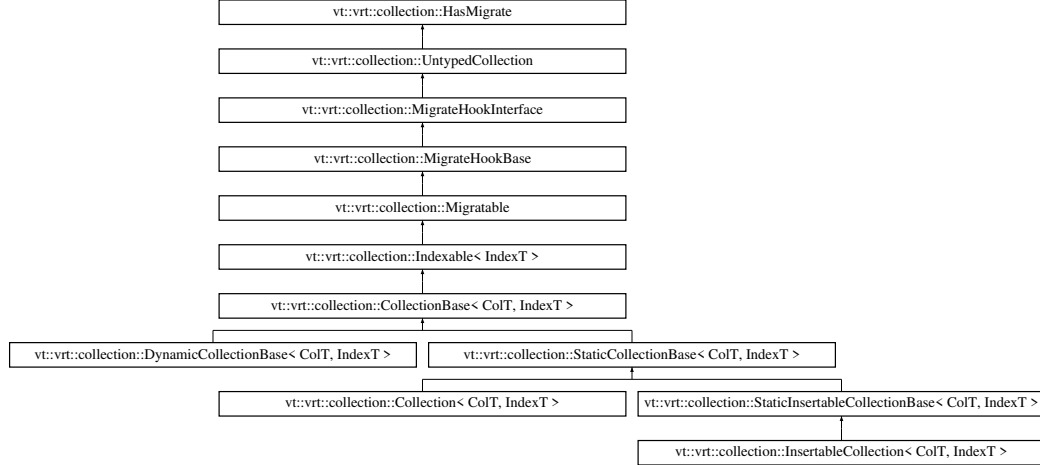 vt::vrt::collection::HasMigrate
vt::vrt::collection::UntypedCollection
vt::vrt::collection::MigrateHookInterface
vt::vrt::collection::MigrateHookBase
vt::vrt::collection::Migratable
vt::vrt::collection::Indexable< IndexT >
vt::vrt::collection::CollectionBase< ColT, IndexT >
vt::vrt::collection::DynamicCollectionBase< ColT, IndexT >
vt::vrt::collection::StaticCollectionBase< ColT, IndexT >
vt::vrt::collection::Collection< ColT, IndexT >
vt::vrt::collection::StaticInsertableCollectionBase< ColT, IndexT >
vt::vrt::collection::InsertableCollection< ColT, IndexT >